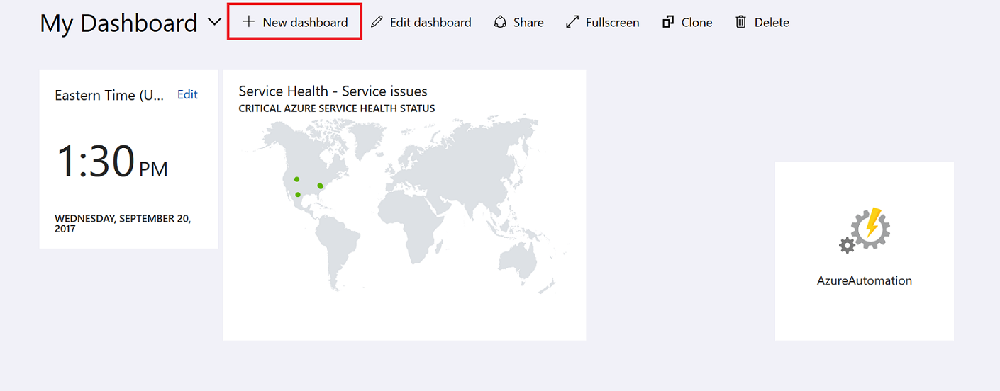 My Dashboard New dashboard Edit dashboard Share Fullscreen Clone Delete
Eastern Time (U... Edit
1:30 PM
WEDNESDAY, SEPTEMBER 20,
2017
Service Health - Service issues
CRITICAL AZURE SERVICE HEALTH STATUS
AzureAutomation